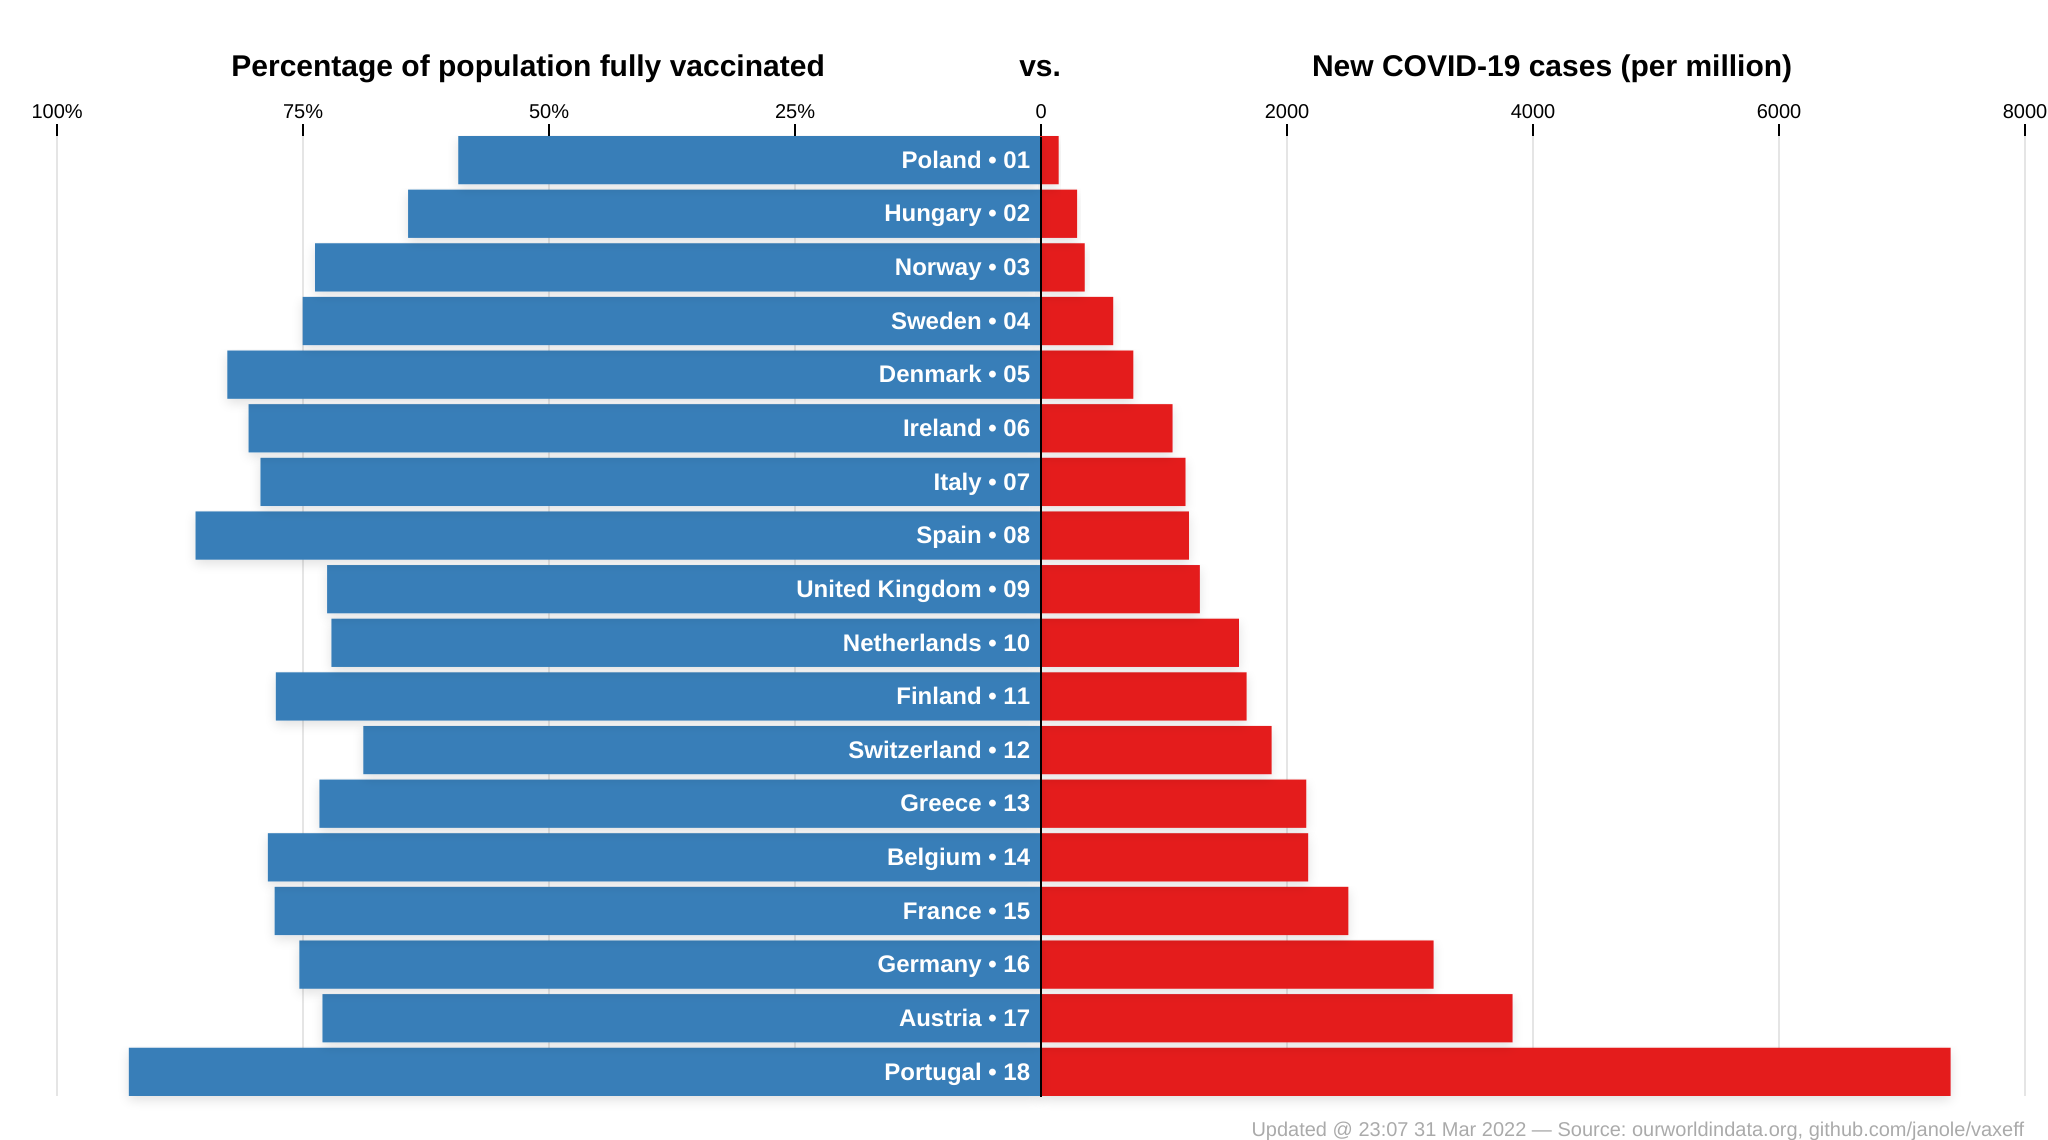 Percentage of population fully vaccinated vs. New COVID-19 cases (per million)
100% 75% 50% 25% 0 2000 4000 6000 8000
Poland • 01
Hungary • 02
Norway • 03
Sweden • 04
Denmark • 05
Ireland • 06
Italy • 07
Spain • 08
United Kingdom • 09
Netherlands • 10
Finland • 11
Switzerland • 12
Greece • 13
Belgium • 14
France • 15
Germany • 16
Austria • 17
Portugal • 18
Updated @ 23:07 31 Mar 2022 — Source: ourworldindata.org, github.com/janole/vaxeff